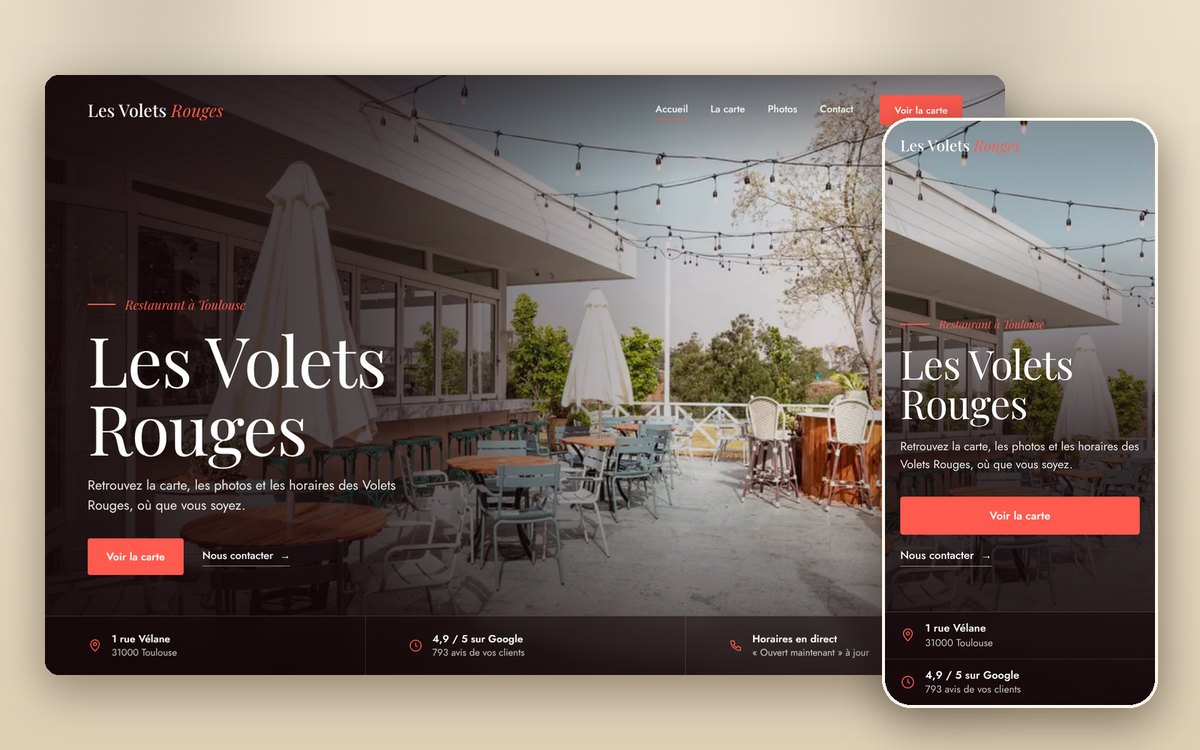 Les Volets Rouges
Accueil
La carte
Photos
Contact
Voir la carte
Restaurant à Toulouse
Les Volets
Rouges
Retrouvez la carte, les photos et les horaires des Volets
Rouges, où que vous soyez.
Voir la carte
Nous contacter →
1 rue Vélane
31000 Toulouse
4,9 / 5 sur Google
793 avis de vos clients
Horaires en direct
« Ouvert maintenant » à jour
Les Volets Rouges
Restaurant à Toulouse
Les Volets
Rouges
Retrouvez la carte, les photos et les horaires des
Volets Rouges, où que vous soyez.
Voir la carte
Nous contacter →
1 rue Vélane
31000 Toulouse
4,9 / 5 sur Google
793 avis de vos clients